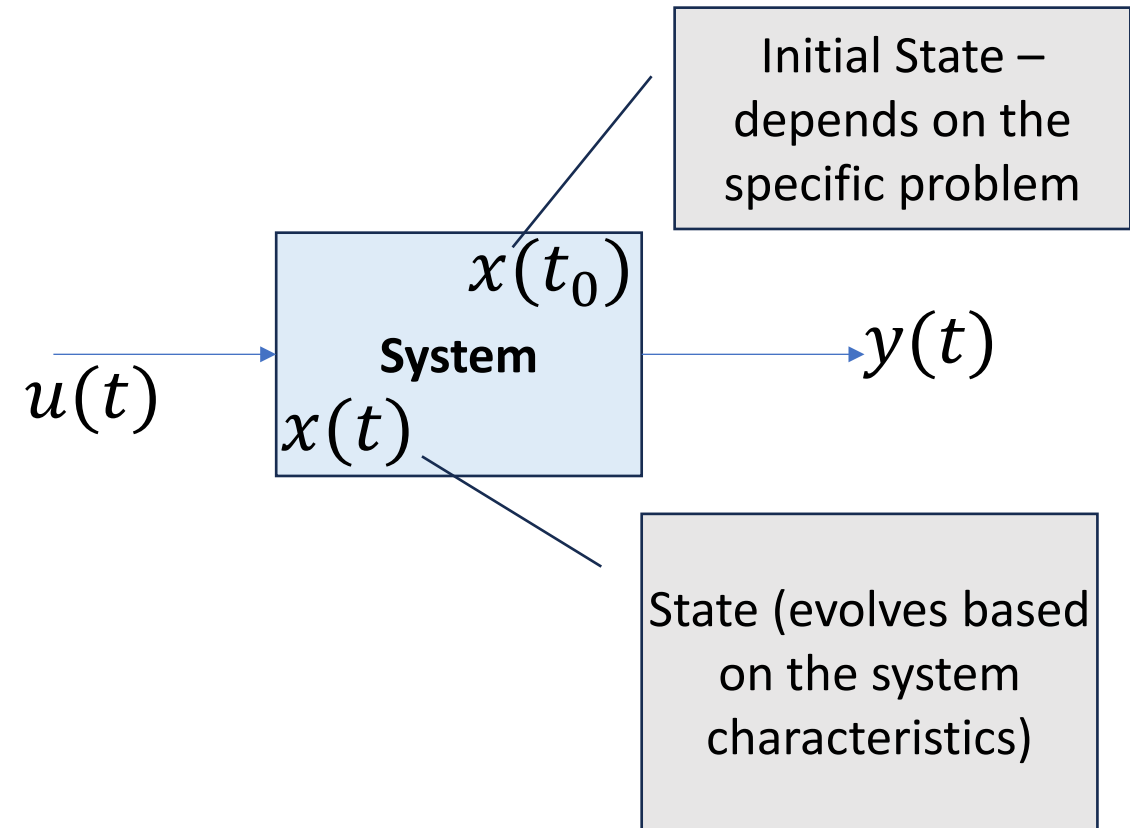 Initial State –
depends on the
specific problem
x(t₀)
System
y(t)
u(t)
x(t)
State (evolves based
on the system
characteristics)